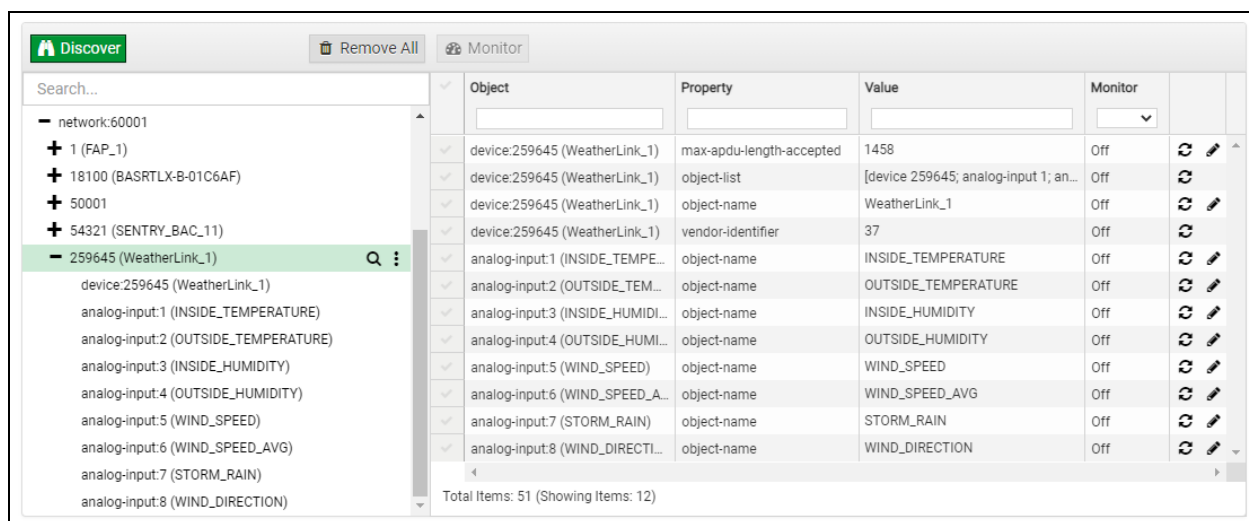 Discover Remove All Monitor
Search...
network:60001
1 (FAP_1)
18100 (BASRTLX-B-01C6AF)
50001
54321 (SENTRY_BAC_11)
259645 (WeatherLink_1)
device:259645 (WeatherLink_1)
analog-input:1 (INSIDE_TEMPERATURE)
analog-input:2 (OUTSIDE_TEMPERATURE)
analog-input:3 (INSIDE_HUMIDITY)
analog-input:4 (OUTSIDE_HUMIDITY)
analog-input:5 (WIND_SPEED)
analog-input:6 (WIND_SPEED_AVG)
analog-input:7 (STORM_RAIN)
analog-input:8 (WIND_DIRECTION)
Object Property Value Monitor
device:259645 (WeatherLink_1) max-apdu-length-accepted 1458 Off
device:259645 (WeatherLink_1) object-list [device 259645; analog-input 1; an... Off
device:259645 (WeatherLink_1) object-name WeatherLink_1 Off
device:259645 (WeatherLink_1) vendor-identifier 37 Off
analog-input:1 (INSIDE_TEMPE... object-name INSIDE_TEMPERATURE Off
analog-input:2 (OUTSIDE_TEM... object-name OUTSIDE_TEMPERATURE Off
analog-input:3 (INSIDE_HUMIDI... object-name INSIDE_HUMIDITY Off
analog-input:4 (OUTSIDE_HUMI... object-name OUTSIDE_HUMIDITY Off
analog-input:5 (WIND_SPEED) object-name WIND_SPEED Off
analog-input:6 (WIND_SPEED_A... object-name WIND_SPEED_AVG Off
analog-input:7 (STORM_RAIN) object-name STORM_RAIN Off
analog-input:8 (WIND_DIRECTI... object-name WIND_DIRECTION Off
Total Items: 51 (Showing Items: 12)